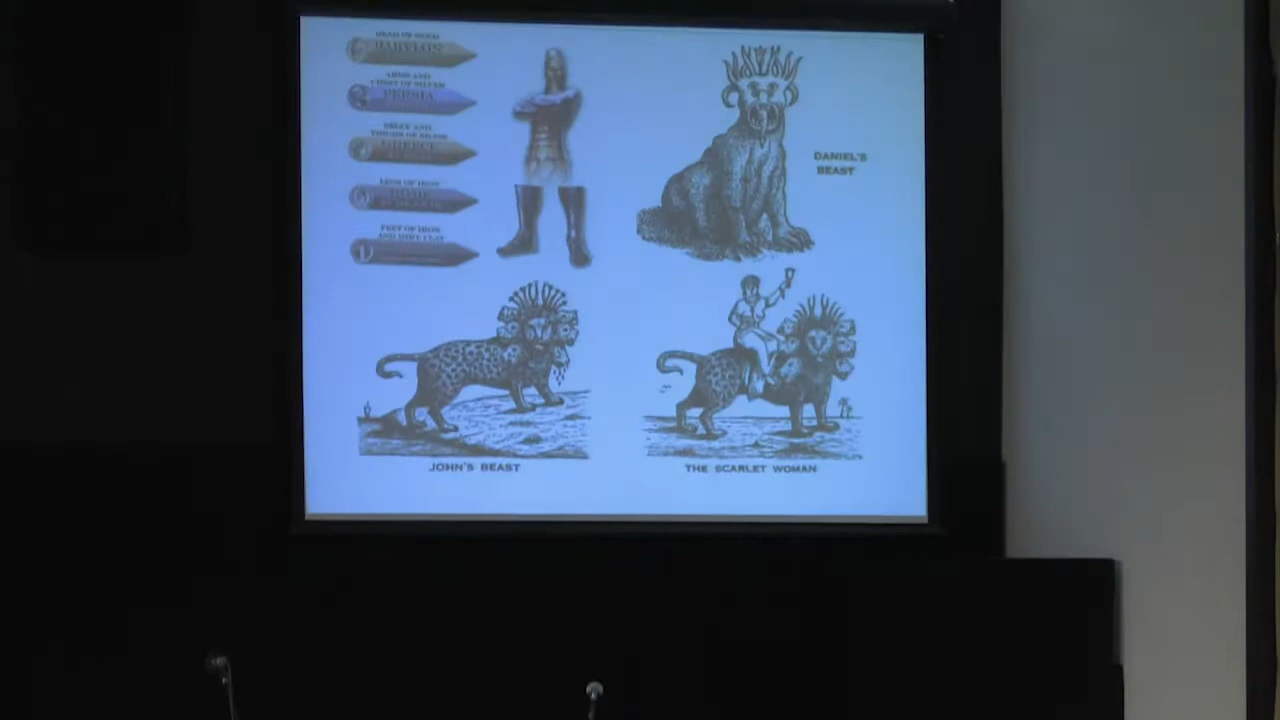 HEAD OF GOLD
BABYLON
ARMS AND
CHEST OF SILVER
PERSIA
BELLY AND
THIGHS OF BRASS
GREECE
LEGS OF IRON
ROME
FEET OF IRON
AND MIRY CLAY
DANIEL'S
BEAST
JOHN'S BEAST
THE SCARLET WOMAN